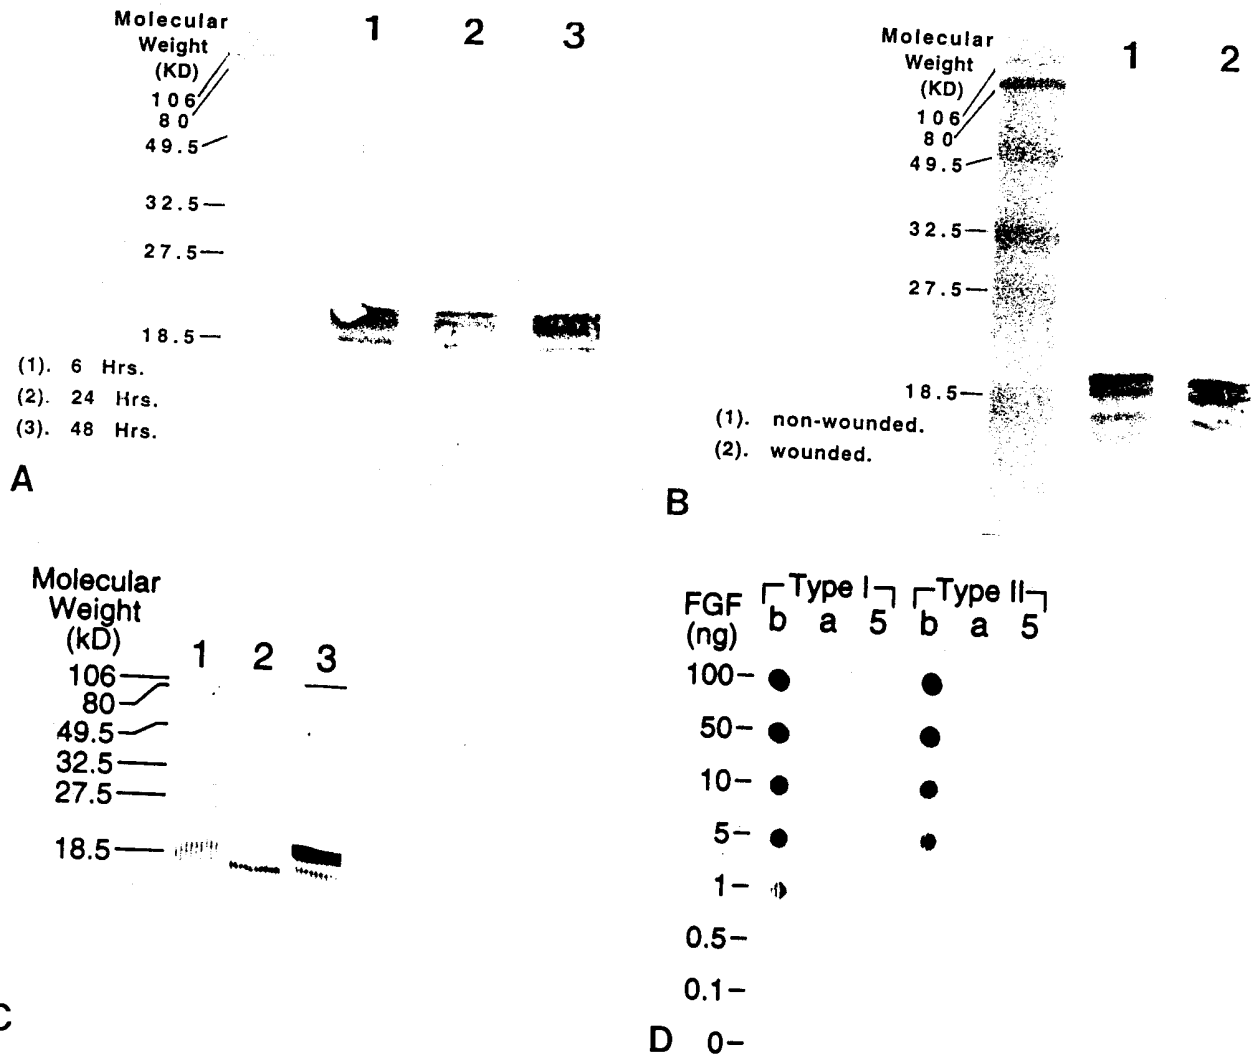 Molecular
Weight
(KD)
106
80
49.5
32.5
27.5
18.5
1 2 3
(1). 6 Hrs.
(2). 24 Hrs.
(3). 48 Hrs.
A
Molecular
Weight
(KD)
106
80
49.5
32.5
27.5
18.5
1 2
(1). non-wounded.
(2). wounded.
B
Molecular
Weight
(kD)
106
80
49.5
32.5
27.5
18.5
1 2 3
C
FGF
(ng)
Type I Type II
b a 5 b a 5
100
50
10
5
1
0.5
0.1
0
D